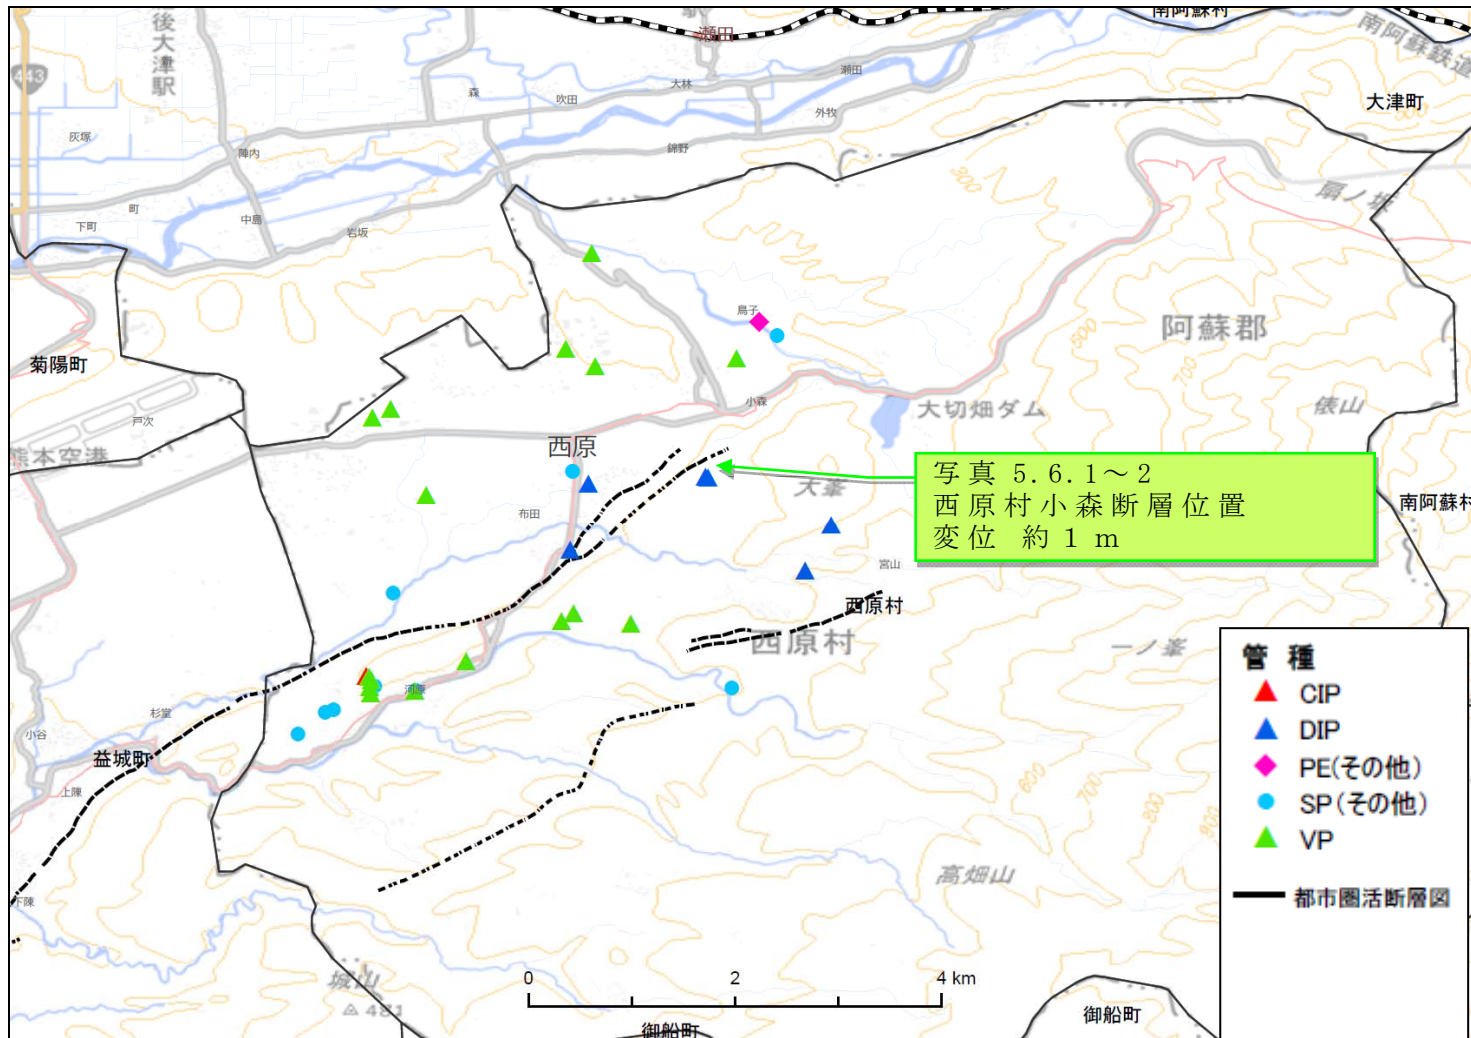 南阿蘇村
瀬田
肥後大津駅
443
南阿蘇鉄道
瀬田
大林
森
吹田
外牧
大津町
灰塚
陣内
錦野
300
扇ノ坂
町
下町
中島
岩坂
鳥子
500
阿蘇郡
菊陽町
700
小森
大切畑ダム
俵山
戸次
熊本空港
西原
写真 5.6.1～2
西原村小森断層位置
変位 約1m
大峯
南阿蘇村
布田
宮山
西原村
西原村
一ノ峯
管 種
CIP
DIP
PE(その他)
SP(その他)
VP
都市圏活断層図
河原
杉堂
小谷
益城町
上陳
600
700
800
900
高畑山
下陳
城山
481
0
2
4 km
御船町
御船町